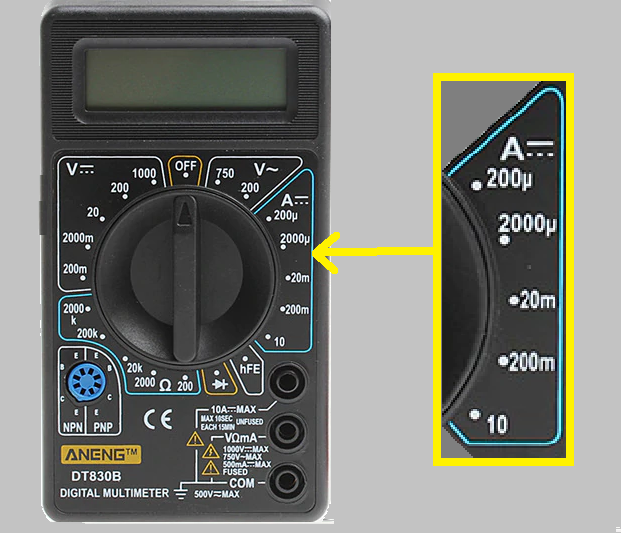 OFF
V⎓
1000
200
20
2000m
200m
750
V~
200
A⎓
200µ
2000µ
20m
200m
10
2000
k
200k
20k
2000 Ω 200
hFE
E E
B B
C C
E E
NPN PNP
CE
10A⎓MAX
MAX 10SEC UNFUSED
EACH 15MIN
VΩmA
1000V⎓MAX
750V~MAX
500mA⎓MAX
FUSED
COM
500V≂MAX
ANENG™
DT830B
DIGITAL MULTIMETER
A⎓
200µ
2000µ
20m
200m
10